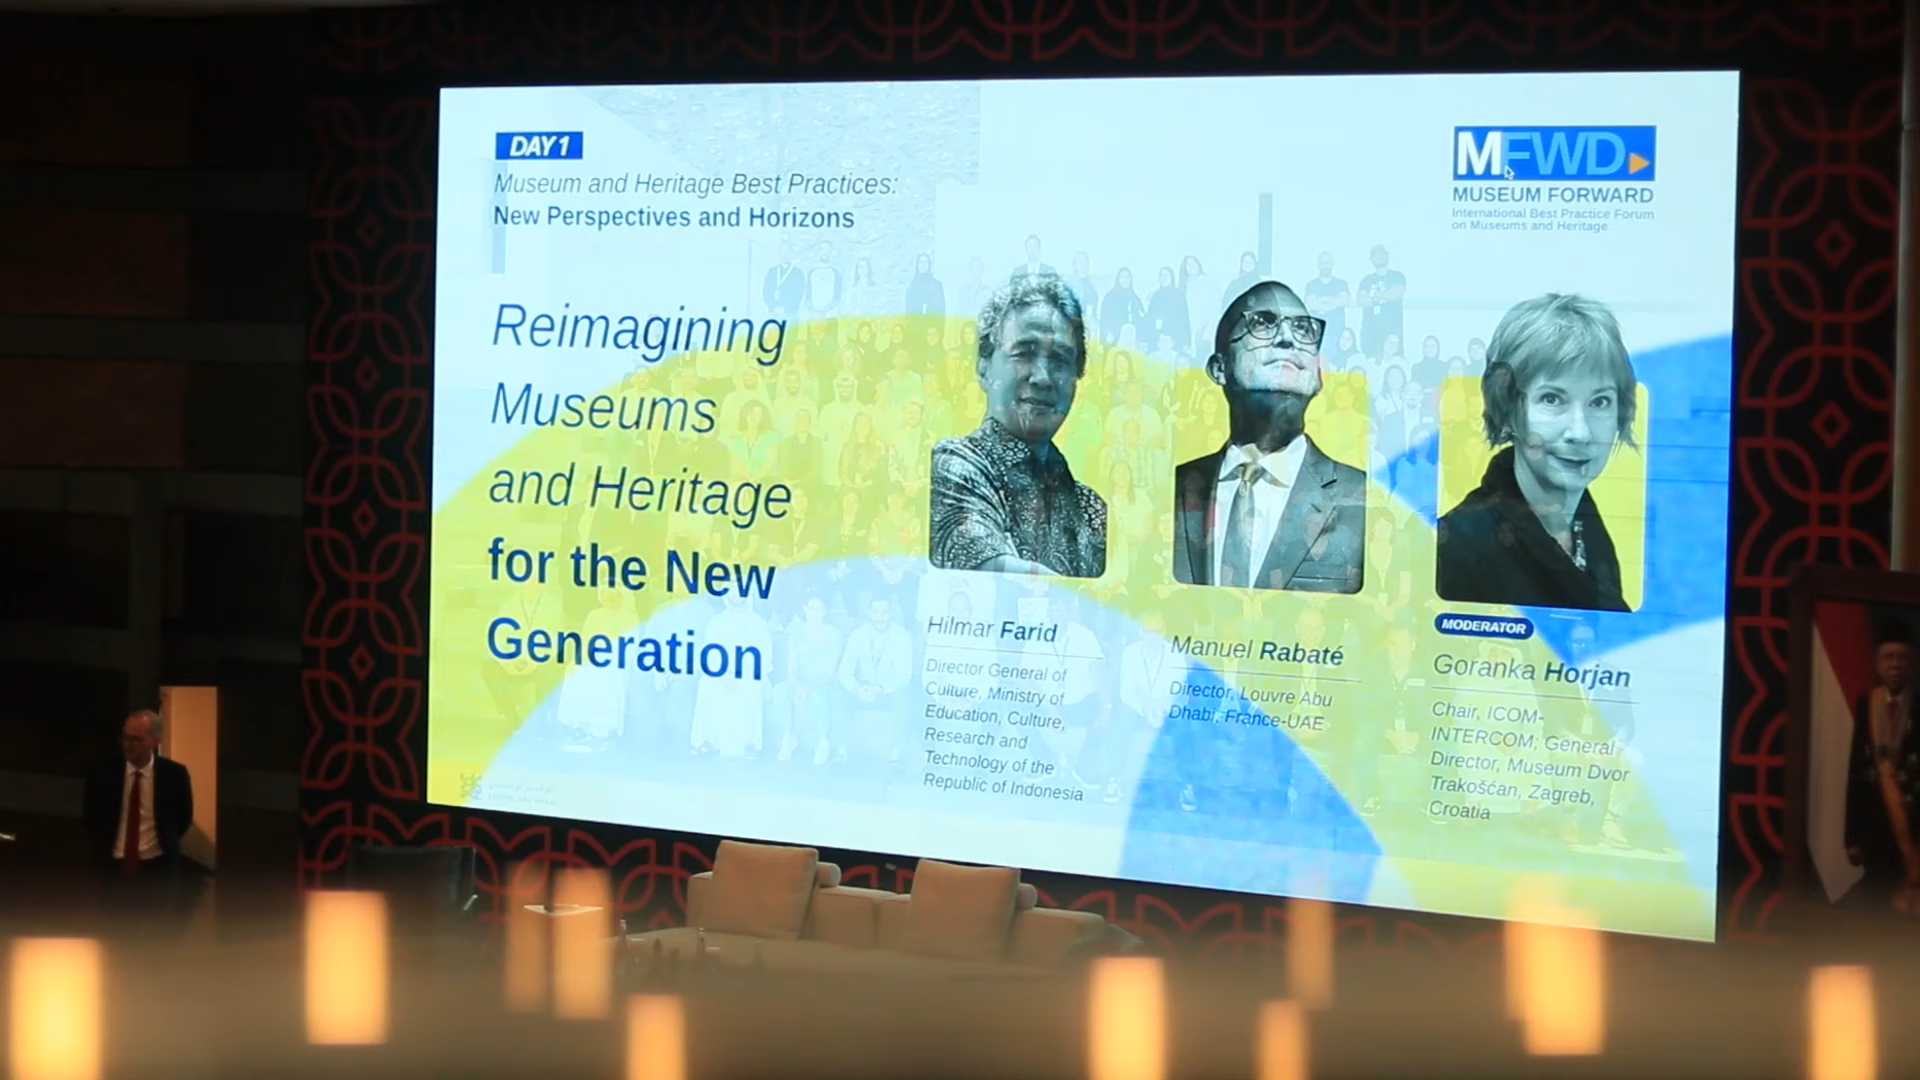 DAY 1
Museum and Heritage Best Practices:
New Perspectives and Horizons
MFWD
MUSEUM FORWARD
International Best Practice Forum
on Museums and Heritage
Reimagining
Museums
and Heritage
for the New
Generation
Hilmar Farid
Director General of
Culture, Ministry of
Education, Culture,
Research and
Technology of the
Republic of Indonesia
Manuel Rabaté
Director, Louvre Abu
Dhabi, France-UAE
MODERATOR
Goranka Horjan
Chair, ICOM-
INTERCOM; General
Director, Museum Dvor
Trakošćan, Zagreb,
Croatia